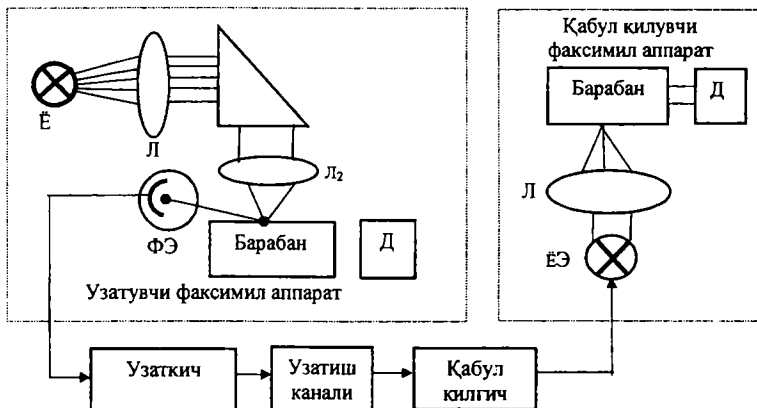 Қабул қилувчи
факсимил аппарат
Барабан
Д
Ё
Л
Л₂
Л
ФЭ
Барабан
Д
ЁЭ
Узатувчи факсимил аппарат
Узаткич
Узатиш
канали
Қабул
қилгич